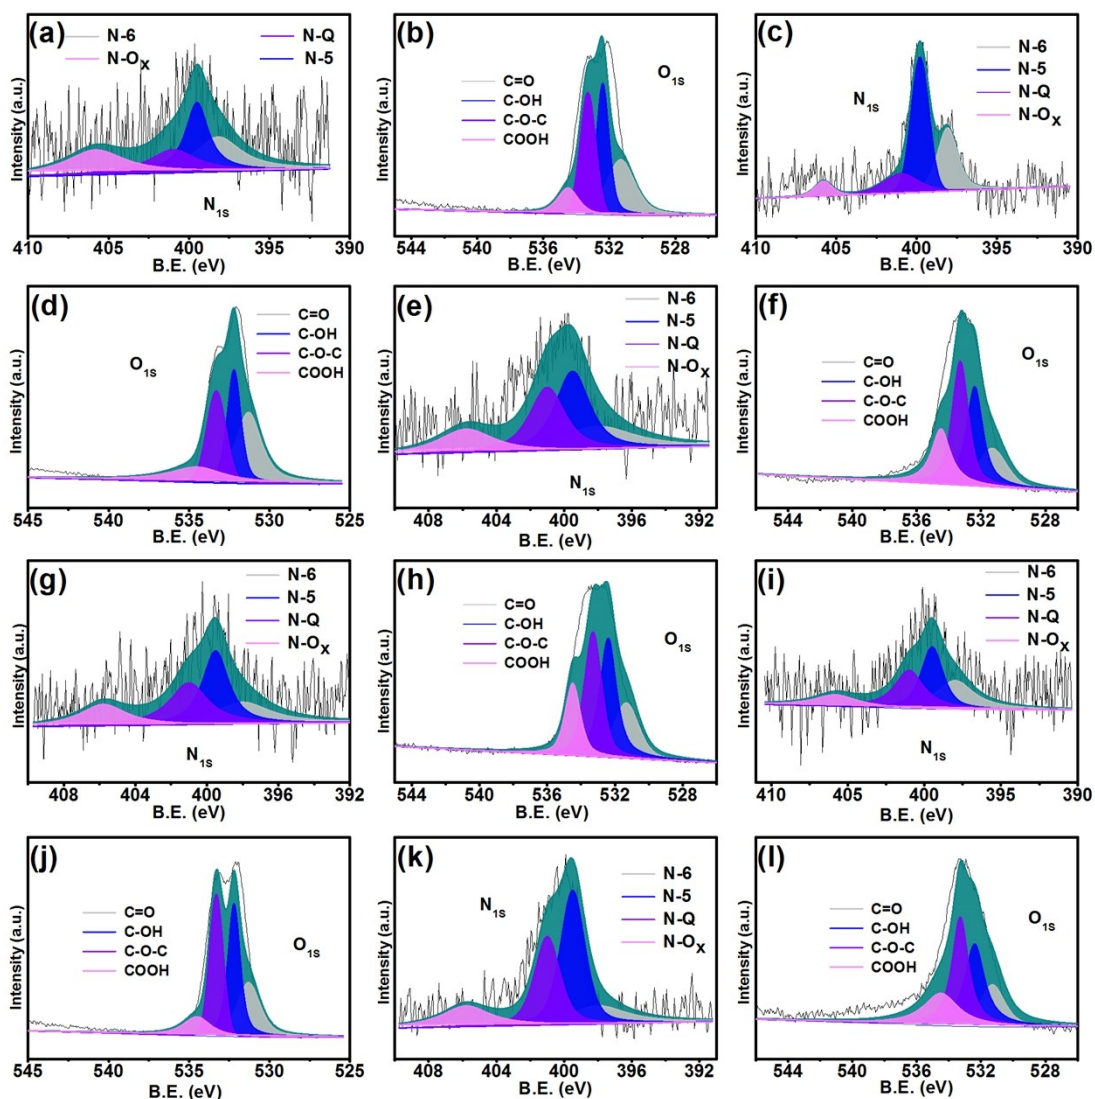 (a)
N-6
N-Q
N-Ox
N-5
N1S
Intensity (a.u.)
410 405 400 395 390
B.E. (eV)
(b)
C=O
C-OH
C-O-C
COOH
O1S
Intensity (a.u.)
544 540 536 532 528
B.E. (eV)
(c)
N-6
N-5
N-Q
N-Ox
N1S
Intensity (a.u.)
410 405 400 395 390
B.E. (eV)
(d)
C=O
C-OH
C-O-C
COOH
O1S
Intensity (a.u.)
545 540 535 530 525
B.E. (eV)
(e)
N-6
N-5
N-Q
N-Ox
N1S
Intensity (a.u.)
408 404 400 396 392
B.E. (eV)
(f)
C=O
C-OH
C-O-C
COOH
O1S
Intensity (a.u.)
544 540 536 532 528
B.E. (eV)
(g)
N-6
N-5
N-Q
N-Ox
N1S
Intensity (a.u.)
408 404 400 396 392
B.E. (eV)
(h)
C=O
C-OH
C-O-C
COOH
O1S
Intensity (a.u.)
544 540 536 532 528
B.E. (eV)
(i)
N-6
N-5
N-Q
N-Ox
N1S
Intensity (a.u.)
410 405 400 395 390
B.E. (eV)
(j)
C=O
C-OH
C-O-C
COOH
O1S
Intensity (a.u.)
545 540 535 530 525
B.E. (eV)
(k)
N-6
N-5
N-Q
N-Ox
N1S
Intensity (a.u.)
408 404 400 396 392
B.E. (eV)
(l)
C=O
C-OH
C-O-C
COOH
O1S
Intensity (a.u.)
544 540 536 532 528
B.E. (eV)